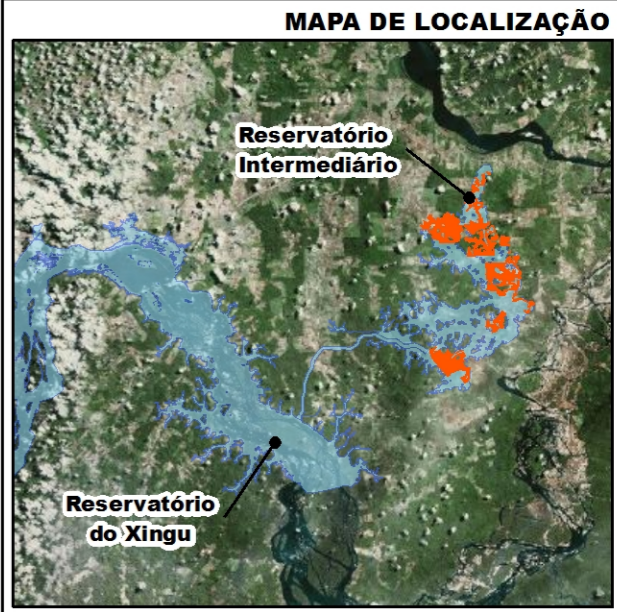 MAPA DE LOCALIZAÇÃO
Reservatório
Intermediário
Reservatório
do Xingu